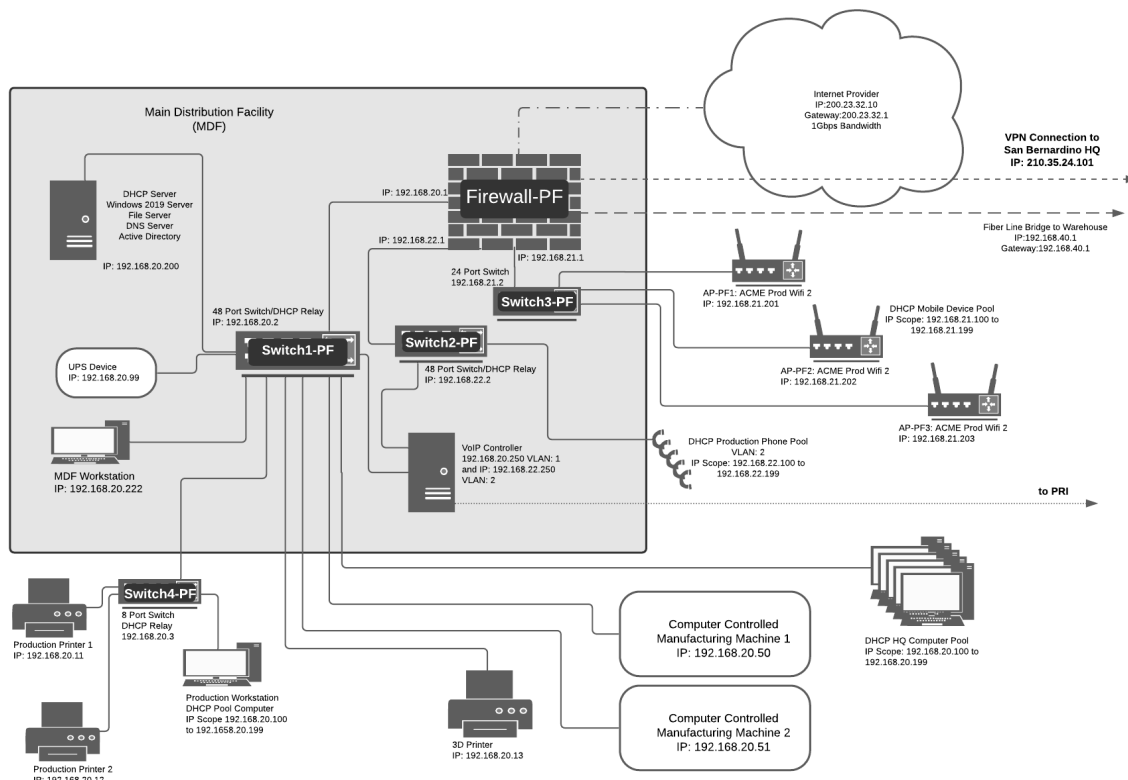 Main Distribution Facility
(MDF)
Internet Provider
IP:200.23.32.10
Gateway:200.23.32.1
1Gbps Bandwidth
VPN Connection to
San Bernardino HQ
IP: 210.35.24.101
DHCP Server
Windows 2019 Server
File Server
DNS Server
Active Directory
IP: 192.168.20.200
IP: 192.168.20.1
Firewall-PF
IP: 192.168.22.1
IP: 192.168.21.1
Fiber Line Bridge to Warehouse
IP:192.168.40.1
Gateway:192.168.40.1
24 Port Switch
192.168.21.2
Switch3-PF
AP-PF1: ACME Prod Wifi 2
IP: 192.168.21.201
DHCP Mobile Device Pool
IP Scope: 192.168.21.100 to
192.168.21.199
AP-PF2: ACME Prod Wifi 2
IP: 192.168.21.202
AP-PF3: ACME Prod Wifi 2
IP: 192.168.21.203
48 Port Switch/DHCP Relay
IP: 192.168.20.2
Switch1-PF
Switch2-PF
48 Port Switch/DHCP Relay
IP: 192.168.22.2
UPS Device
IP: 192.168.20.99
MDF Workstation
IP: 192.168.20.222
VoIP Controller
192.168.20.250 VLAN: 1
and IP: 192.168.22.250
VLAN: 2
DHCP Production Phone Pool
VLAN: 2
IP Scope: 192.168.22.100 to
192.168.22.199
to PRI
Switch4-PF
8 Port Switch
DHCP Relay
192.168.20.3
Production Printer 1
IP: 192.168.20.11
Production Workstation
DHCP Pool Computer
IP Scope 192.168.20.100
to 192.1658.20.199
Production Printer 2
IP: 192.168.20.12
3D Printer
IP: 192.168.20.13
Computer Controlled
Manufacturing Machine 1
IP: 192.168.20.50
Computer Controlled
Manufacturing Machine 2
IP: 192.168.20.51
DHCP HQ Computer Pool
IP Scope: 192.168.20.100 to
192.168.20.199